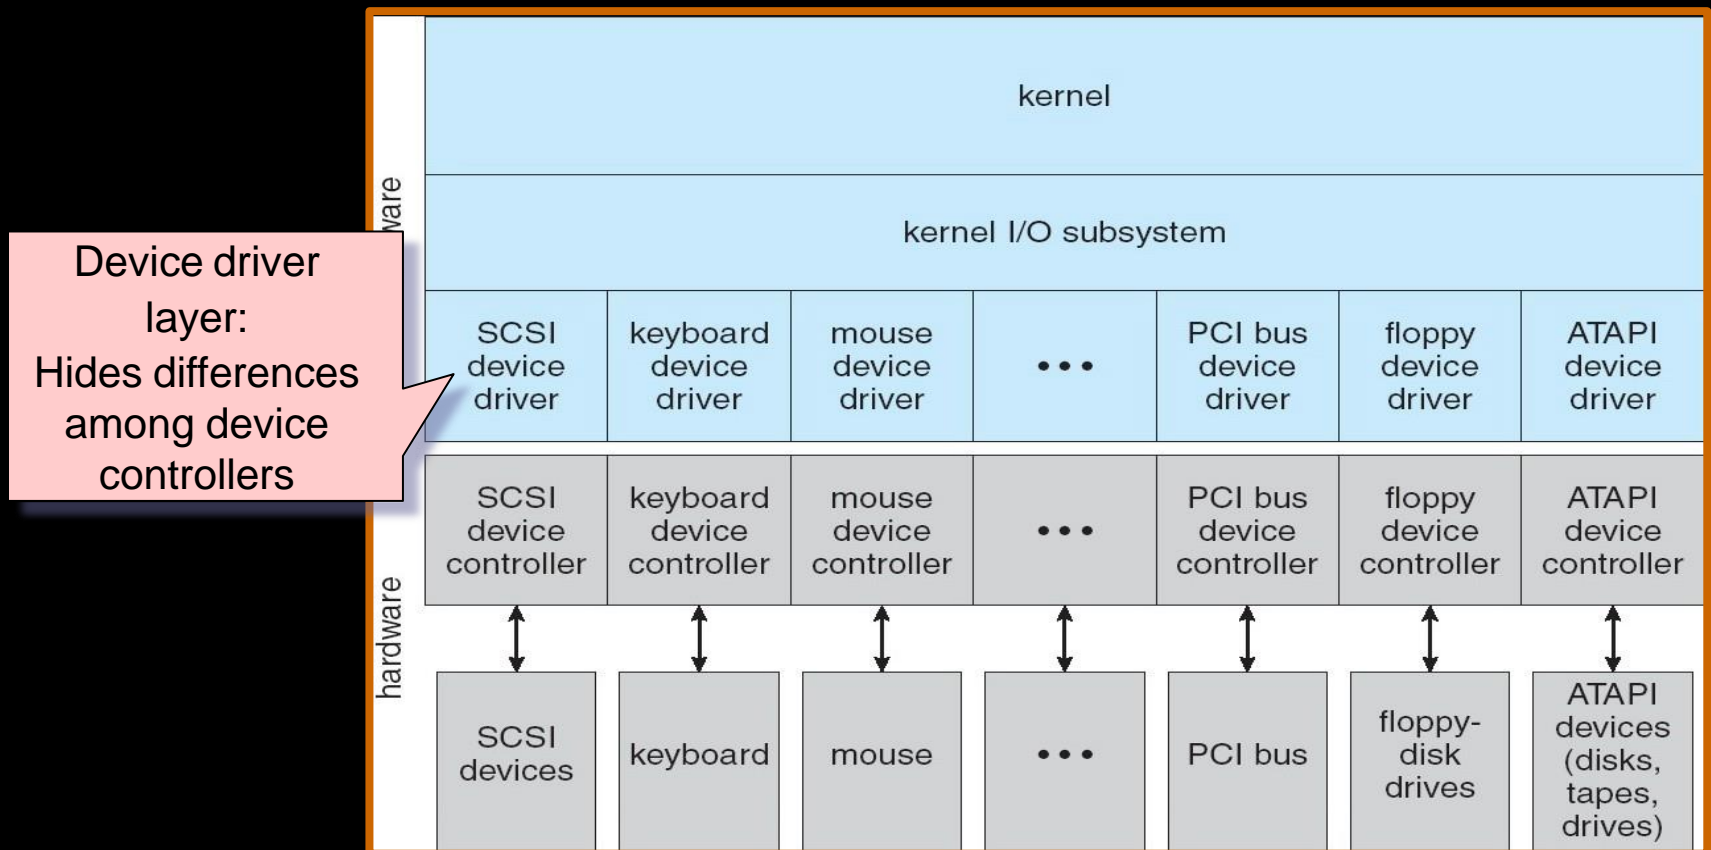 kernel
ware
kernel I/O subsystem
Device driver
layer:
Hides differences
among device
controllers
SCSI
device
driver
keyboard
device
driver
mouse
device
driver
•••
PCI bus
device
driver
floppy
device
driver
ATAPI
device
driver
SCSI
device
controller
keyboard
device
controller
mouse
device
controller
•••
PCI bus
device
controller
floppy
device
controller
ATAPI
device
controller
hardware
SCSI
devices
keyboard
mouse
•••
PCI bus
floppy-
disk
drives
ATAPI
devices
(disks,
tapes,
drives)